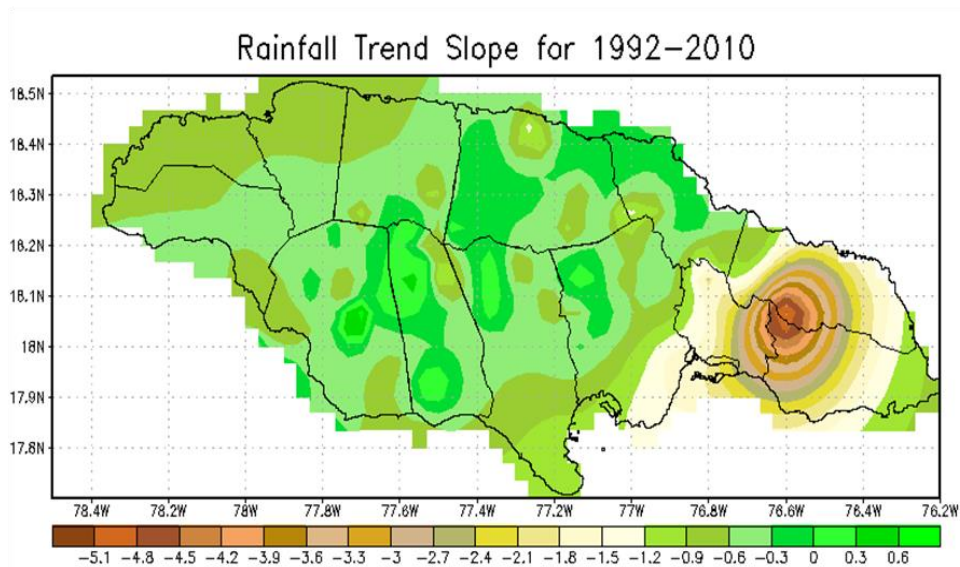 Rainfall Trend Slope for 1992−2010
18.5N
18.4N
18.3N
18.2N
18.1N
18N
17.9N
17.8N
78.4W 78.2W 78W 77.8W 77.6W 77.4W 77.2W 77W 76.8W 76.6W 76.4W 76.2W
−5.1 −4.8 −4.5 −4.2 −3.9 −3.6 −3.3 −3 −2.7 −2.4 −2.1 −1.8 −1.5 −1.2 −0.9 −0.6 −0.3 0 0.3 0.6